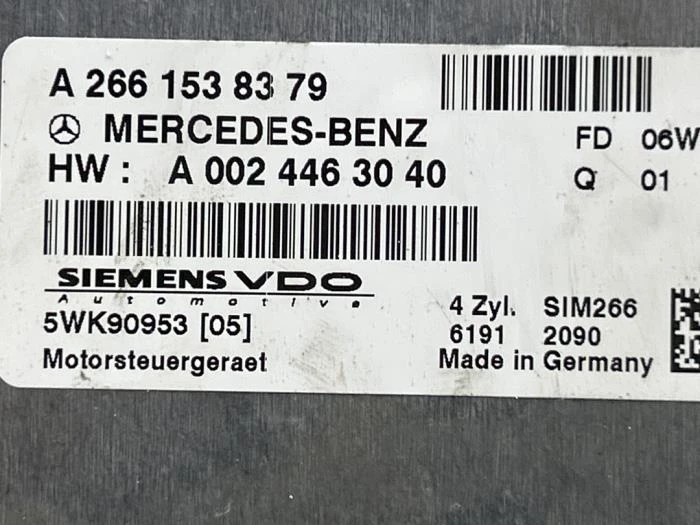 A 266 153 83 79
MERCEDES-BENZ FD 06W
HW : A 002 446 30 40 Q 01
SIEMENS VDO
Automotive
5WK90953 [05] 4 Zyl. SIM266
6191 2090
Motorsteuergeraet Made in Germany